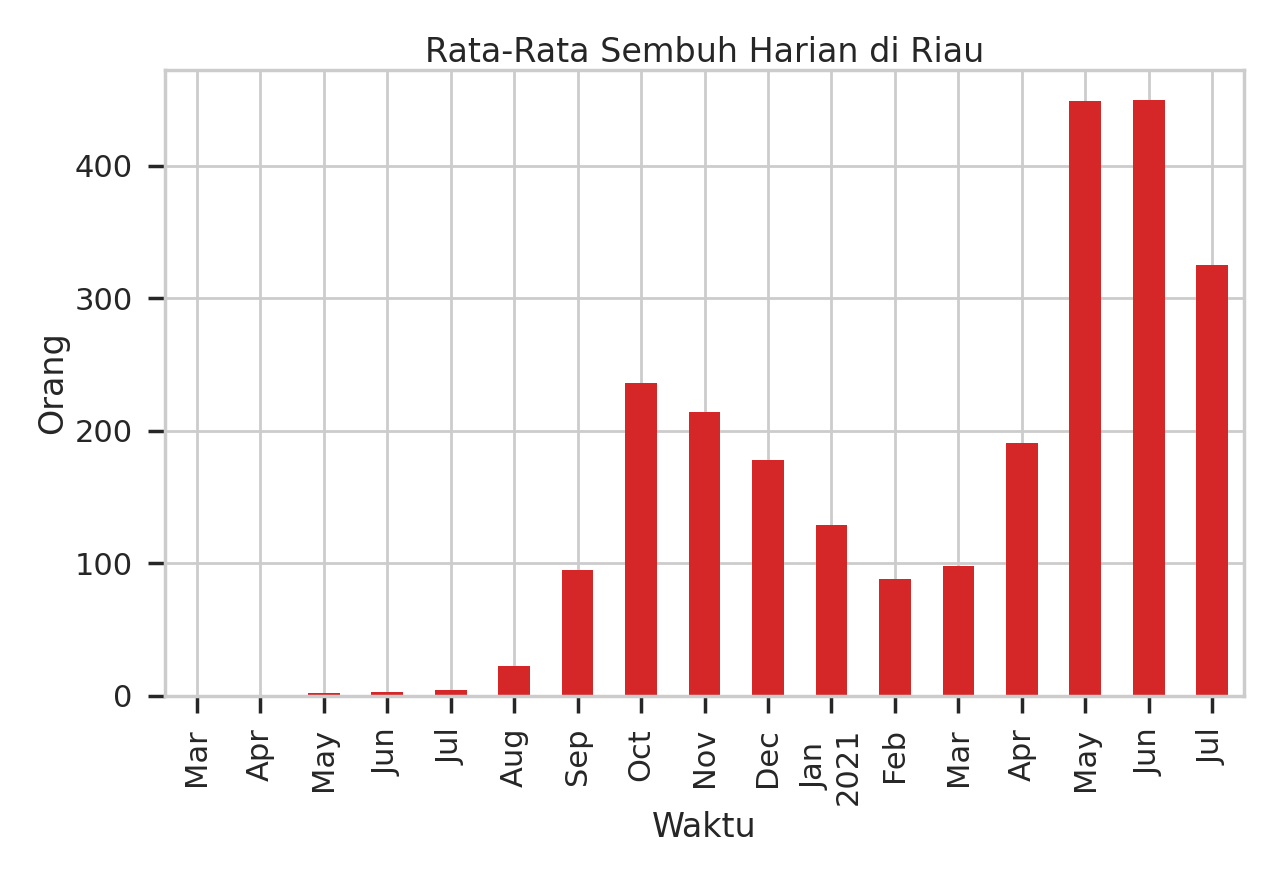 Rata-Rata Sembuh Harian di Riau
Orang
400
300
200
100
0
Mar
Apr
May
Jun
Jul
Aug
Sep
Oct
Nov
Dec
Jan
2021
Feb
Mar
Apr
May
Jun
Jul
Waktu